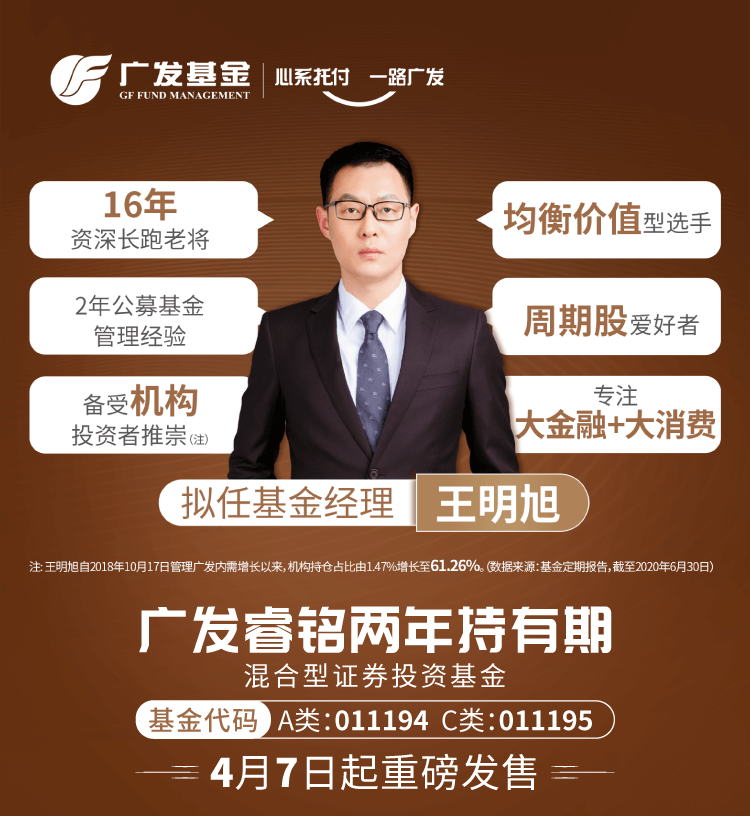 广发基金
GF FUND MANAGEMENT
心系托付 一路广发
16年
资深长跑老将
均衡价值型选手
2年公募基金
管理经验
周期股爱好者
备受机构
投资者推崇(注)
专注
大金融+大消费
拟任基金经理 王明旭
注: 王明旭自2018年10月17日管理广发内需增长以来,机构持仓占比由1.47%增长至61.26%。(数据来源:基金定期报告,截至2020年6月30日)
广发睿铭两年持有期
混合型证券投资基金
基金代码 A类:011194 C类:011195
4月7日起重磅发售